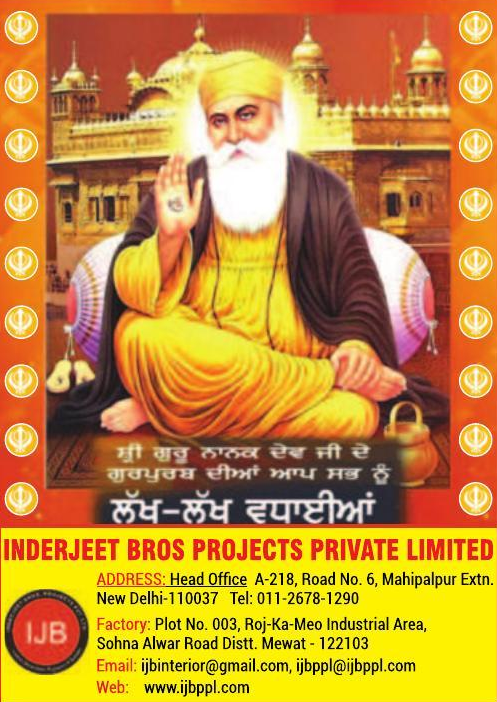 ਸ਼੍ਰੀ ਗੁਰੂ ਨਾਨਕ ਦੇਵ ਜੀ ਦੇ
ਗੁਰਪੁਰਬ ਦੀਆਂ ਆਪ ਸਭ ਨੂੰ
ਲੱਖ-ਲੱਖ ਵਧਾਈਆਂ
INDERJEET BROS PROJECTS PRIVATE LIMITED
ADDRESS: Head Office A-218, Road No. 6, Mahipalpur Extn.
New Delhi-110037 Tel: 011-2678-1290
IJB
Factory: Plot No. 003, Roj-Ka-Meo Industrial Area,
Sohna Alwar Road Distt. Mewat - 122103
Email: ijbinterior@gmail.com, ijbppl@ijbppl.com
Web: www.ijbppl.com